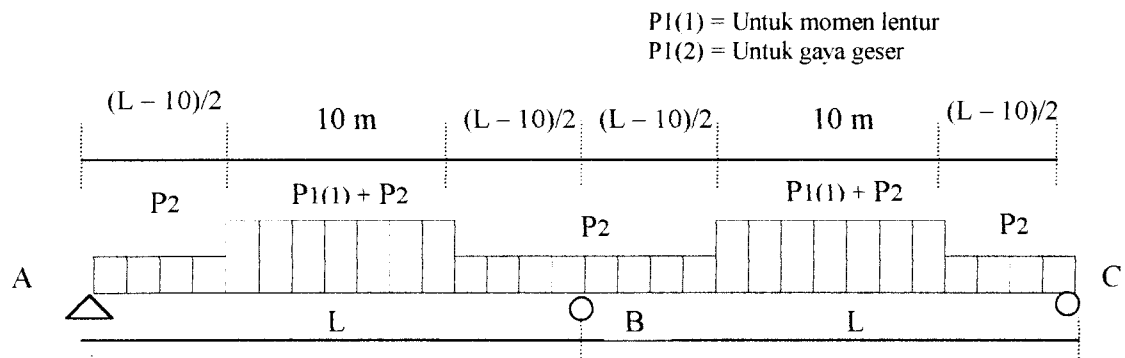 P1(1) = Untuk momen lentur
P1(2) = Untuk gaya geser
(L – 10)/2 10 m (L – 10)/2 (L – 10)/2 10 m (L – 10)/2
P2 P1(1) + P2 P2 P1(1) + P2 P2
A C
L B L